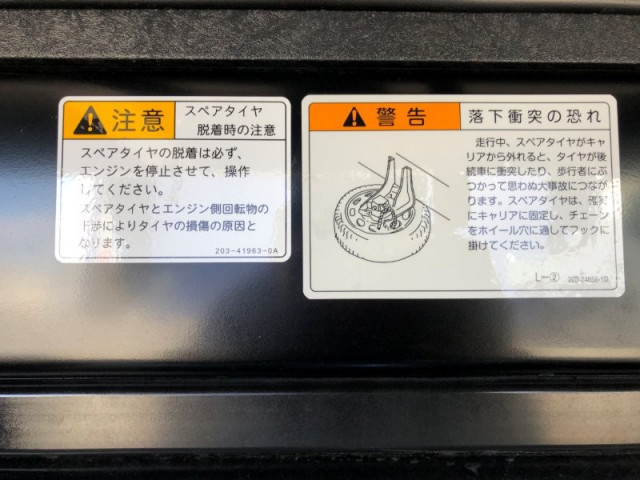 注意
スペアタイヤ
脱着時の注意
スペアタイヤの脱着は必ず、
エンジンを停止させて、操作
してください。
スペアタイヤとエンジン側回転物の
干渉によりタイヤの損傷の原因と
なります。
203-41963-0A
警告
落下衝突の恐れ
走行中、スペアタイヤがキャ
リアから外れると、タイヤが後
続車に衝突したり、歩行者にぶ
つかって思わぬ大事故につなが
ります。スペアタイヤは、確実
にキャリアに固定し、チェーン
をホイール穴に通してフックに
掛けてください。
L-②